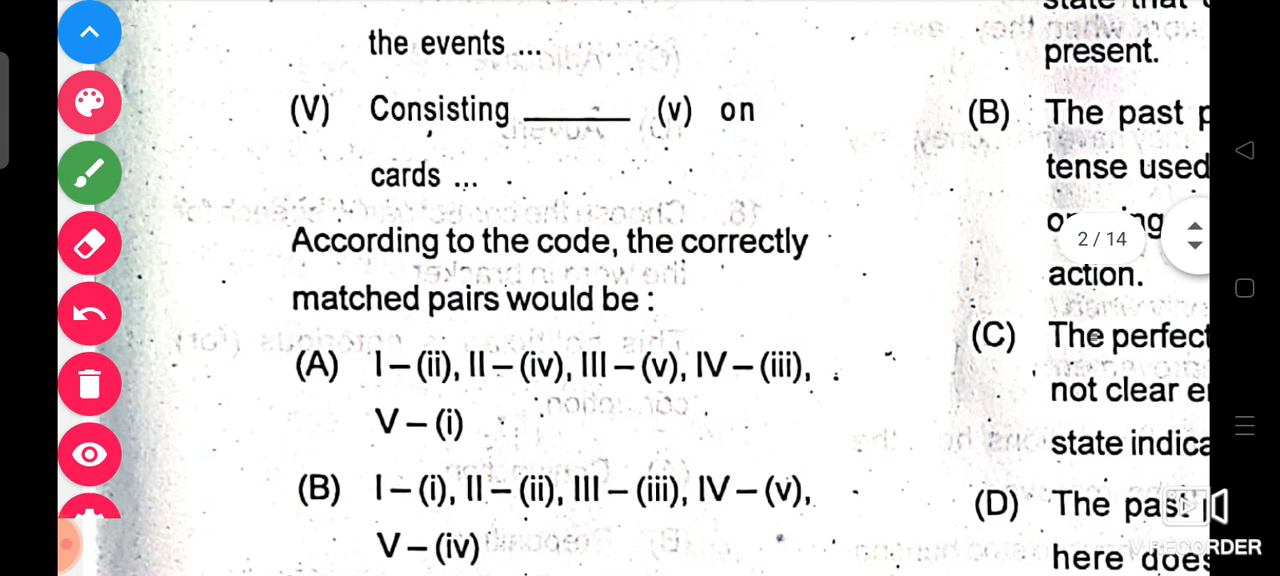 the events ...
(V) Consisting ______ (v) on
cards ...
According to the code, the correctly
matched pairs would be :
(A) I – (ii), II – (iv), III – (v), IV – (iii),
V – (i)
(B) I – (i), II – (ii), III – (iii), IV – (v),
V – (iv)
present.
(B) The past
tense used
action.
(C) The perfect
not clear
state indica
(D) The past
here does
2 / 14
V RECORDER